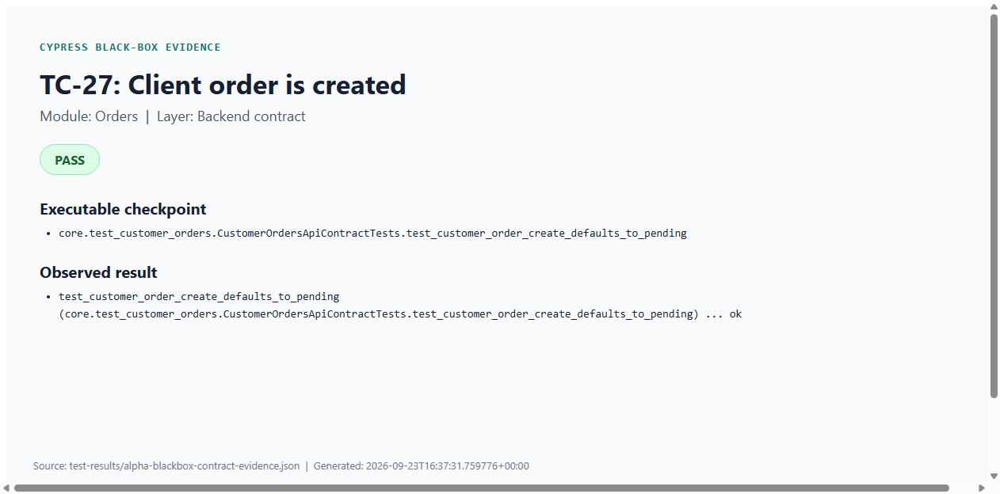 CYPRESS BLACK-BOX EVIDENCE
TC-27: Client order is created
Module: Orders | Layer: Backend contract
PASS
Executable checkpoint
• core.test_customer_orders.CustomerOrdersApiContractTests.test_customer_order_create_defaults_to_pending
Observed result
• test_customer_order_create_defaults_to_pending
(core.test_customer_orders.CustomerOrdersApiContractTests.test_customer_order_create_defaults_to_pending) ... ok
Source: test-results/alpha-blackbox-contract-evidence.json | Generated: 2026-09-23T16:37:31.759776+00:00